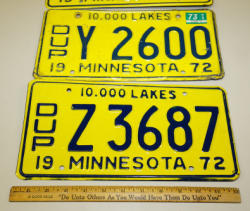 10,000 LAKES
73
DUP Y 2600
19 MINNESOTA 72
10,000 LAKES
DUP Z 3687
19 MINNESOTA 72
"Do Unto Others As You Would Have Them Do Unto You"